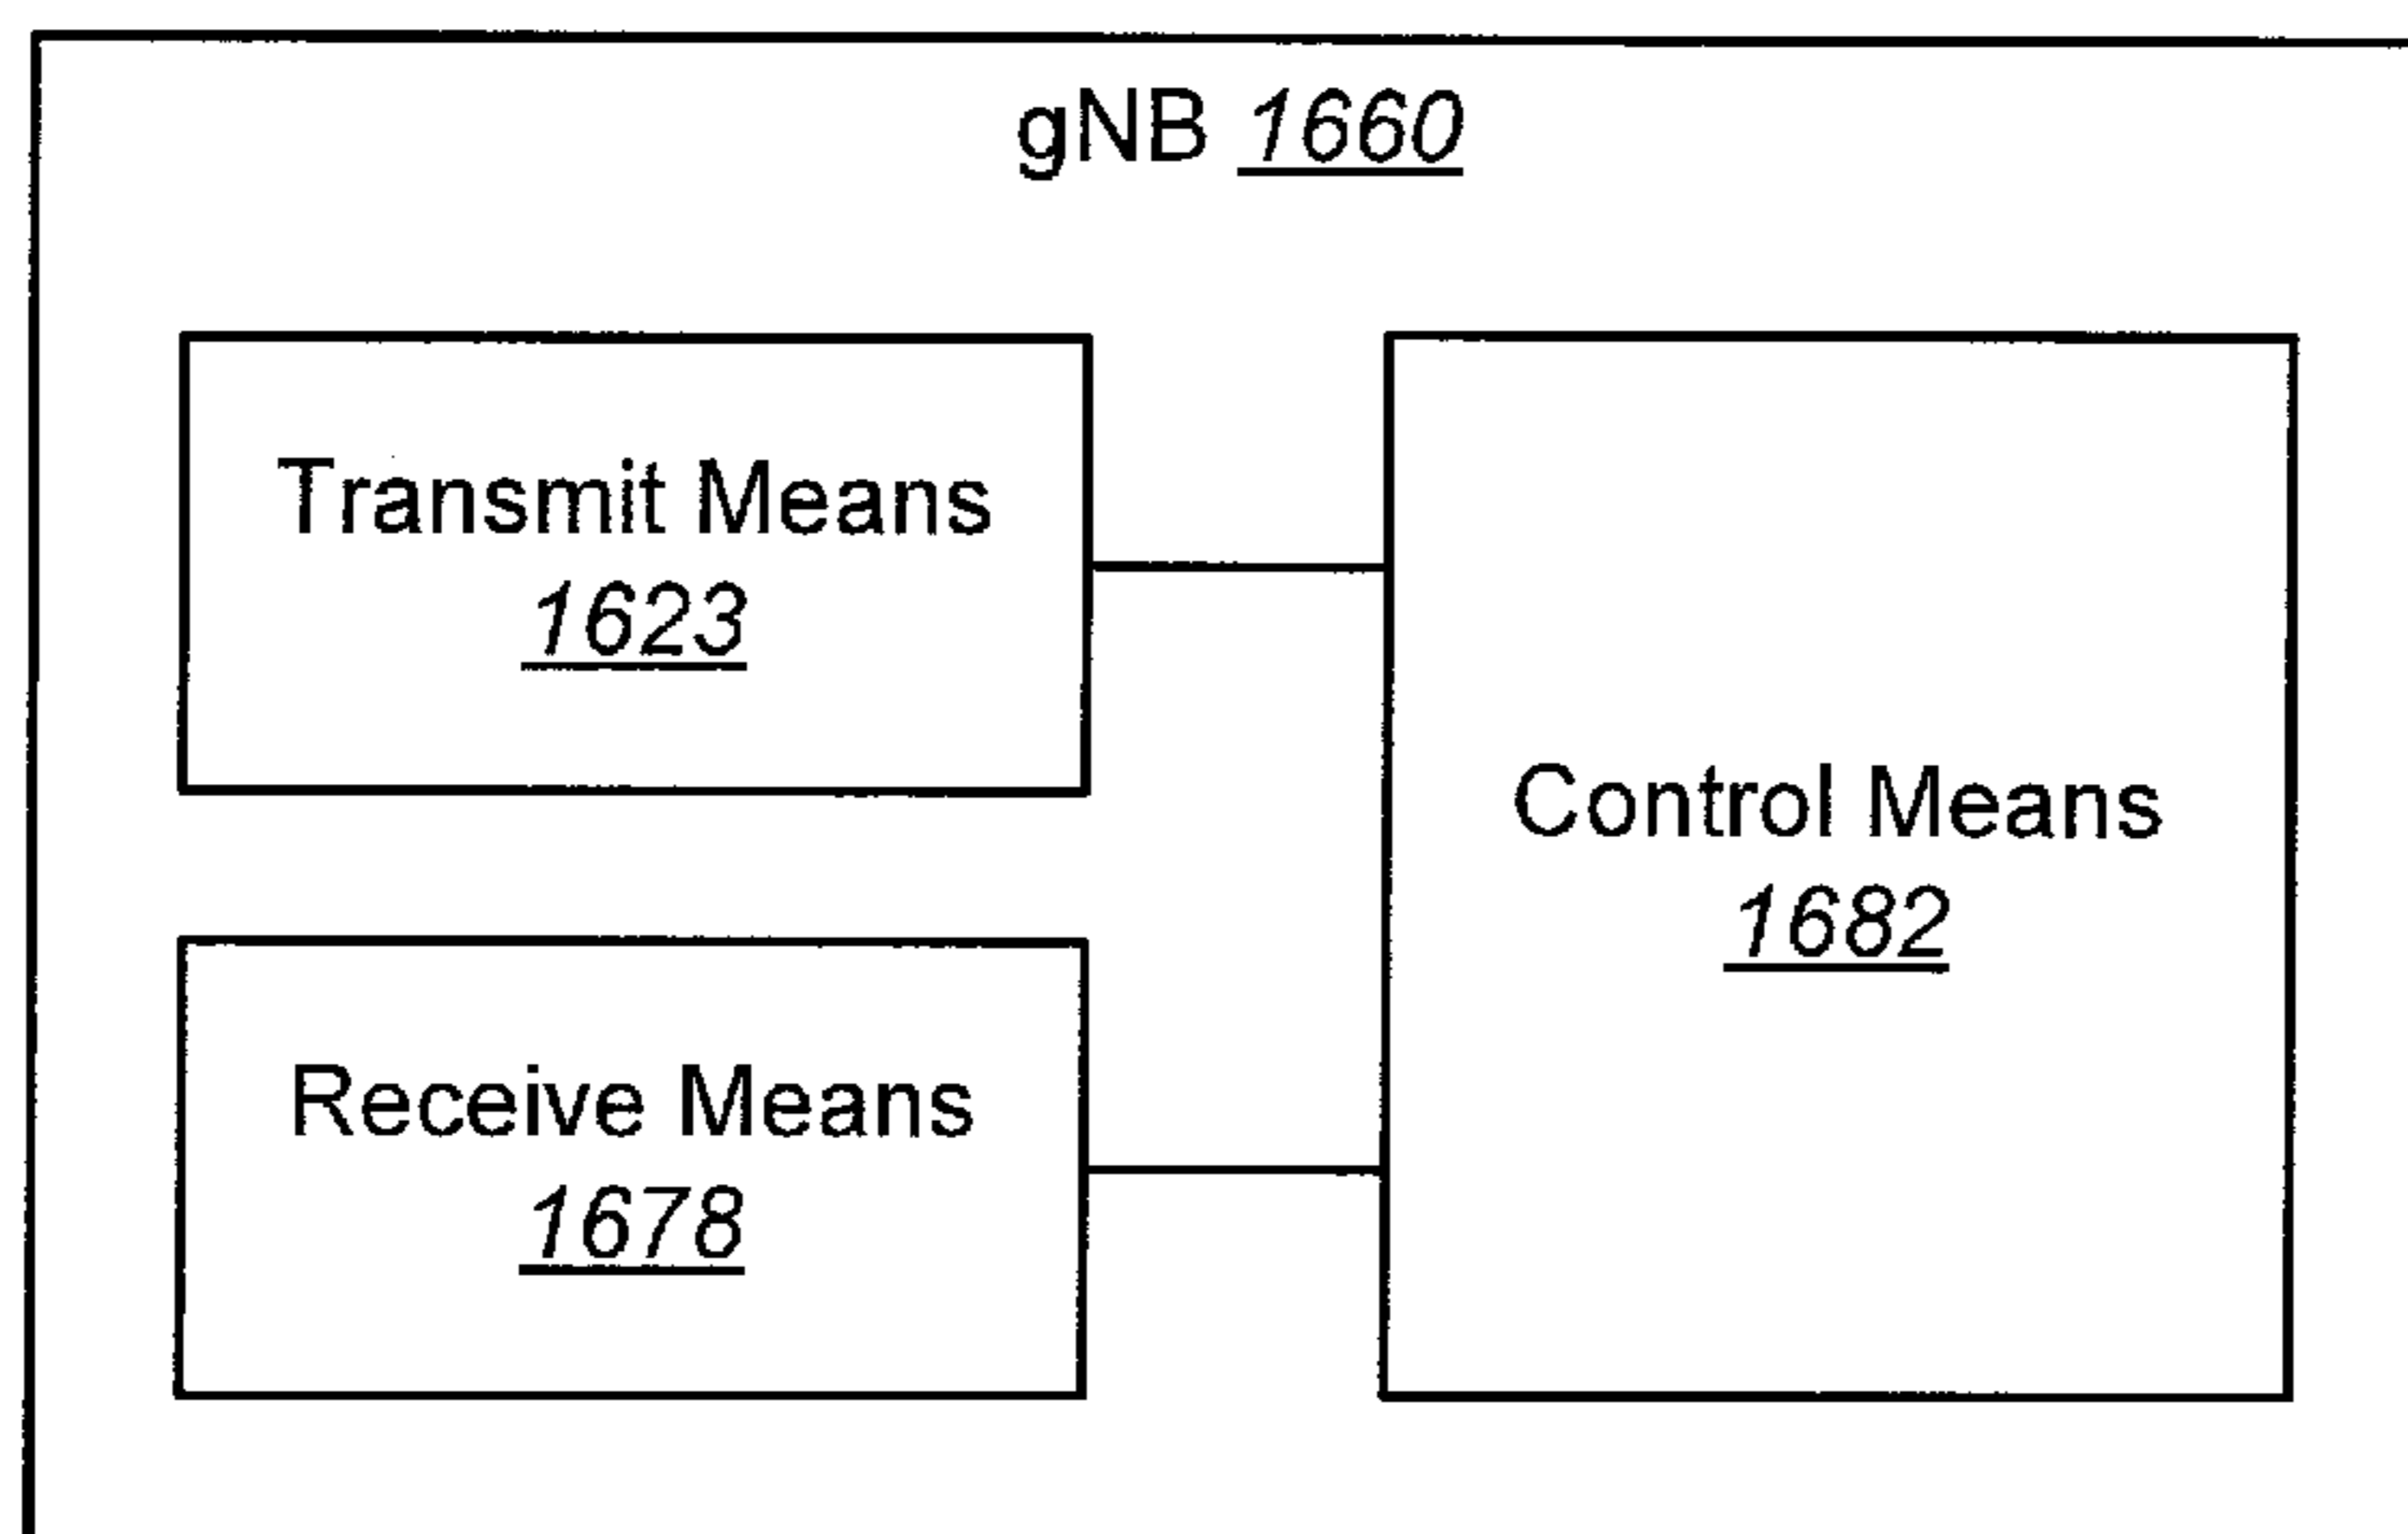 gNB 1660
Transmit Means
1623
Control Means
1682
Receive Means
1678